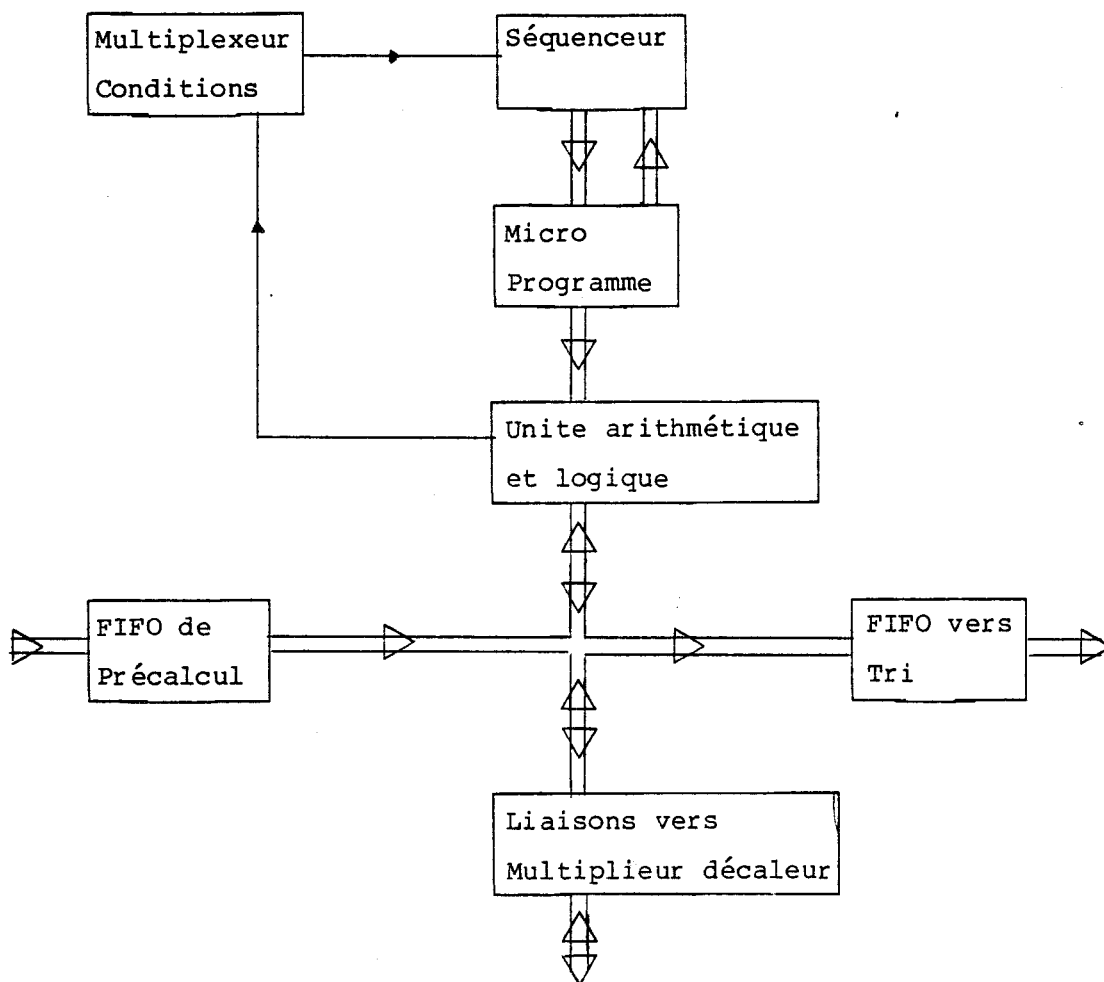 Multiplexeur
Conditions
Séquenceur
Micro
Programme
Unite arithmétique
et logique
FIFO de
Précalcul
FIFO vers
Tri
Liaisons vers
Multiplieur décaleur